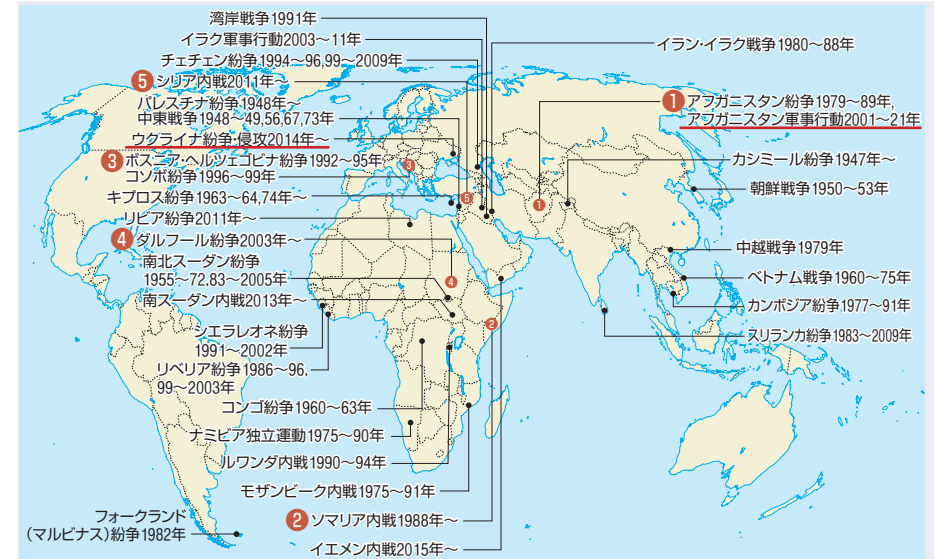 湾岸戦争1991年
イラク軍事行動2003～11年
チェチェン紛争1994～96,99～2009年
5 シリア内戦2011年～
パレスチナ紛争1948年～
中東戦争1948～49,56,67,73年
ウクライナ紛争・侵攻2014年～
3 ボスニア・ヘルツェゴビナ紛争1992～95年
コソボ紛争1996～99年
キプロス紛争1963～64,74年～
リビア紛争2011年～
4 ダルフール紛争2003年～
南北スーダン紛争
1955～72,83～2005年
南スーダン内戦2013年～
シエラレオネ紛争
1991～2002年
リベリア紛争1986～96,
99～2003年
コンゴ紛争1960～63年
ナミビア独立運動1975～90年
ルワンダ内戦1990～94年
モザンビーク内戦1975～91年
2 ソマリア内戦1988年～
イエメン内戦2015年～
フォークランド
(マルビナス)紛争1982年
イラン・イラク戦争1980～88年
1 アフガニスタン紛争1979～89年,
アフガニスタン軍事行動2001～21年
カシミール紛争1947年～
朝鮮戦争1950～53年
中越戦争1979年
ベトナム戦争1960～75年
カンボジア紛争1977～91年
スリランカ紛争1983～2009年
3
5
1
4
2